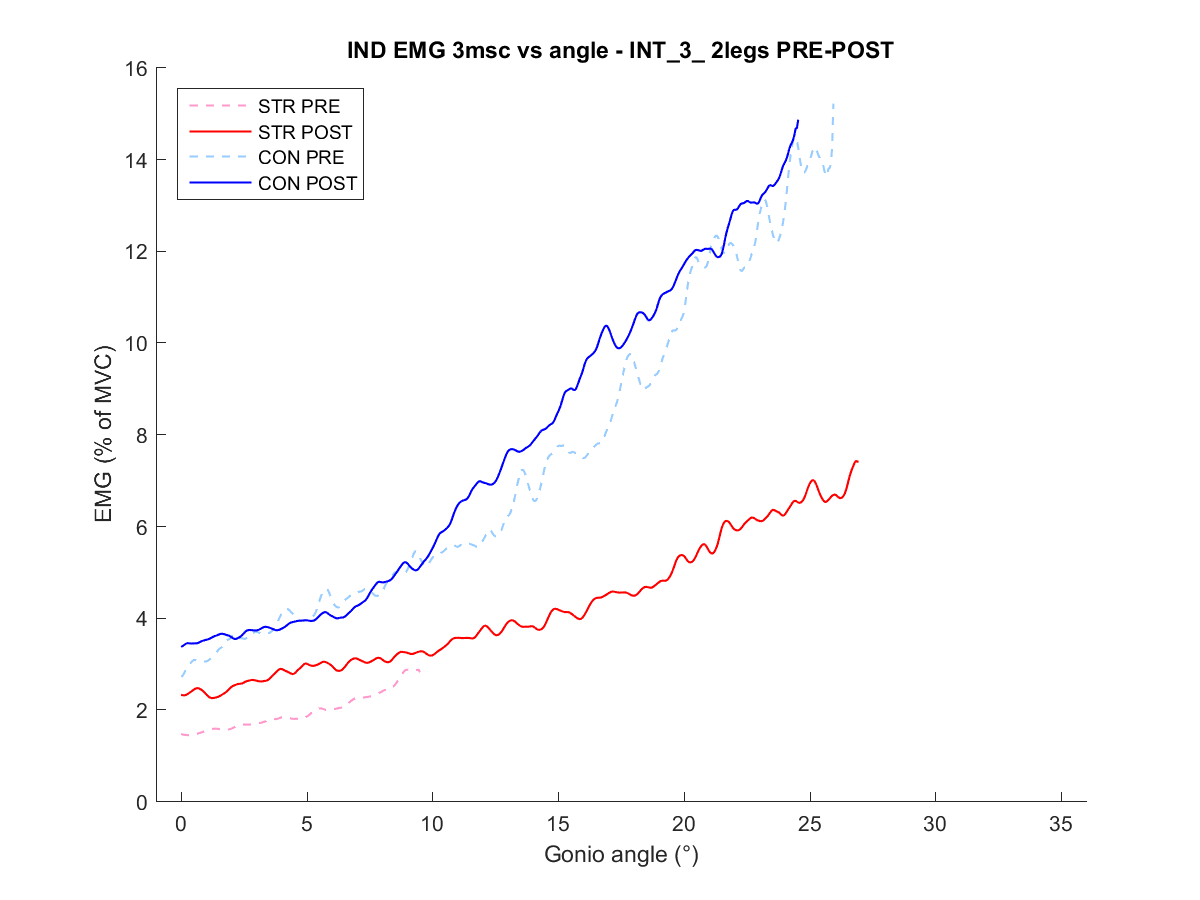 IND EMG 3msc vs angle - INT_3_ 2legs PRE-POST
16
14
12
10
8
6
4
2
0
EMG (% of MVC)
STR PRE
STR POST
CON PRE
CON POST
0 5 10 15 20 25 30 35
Gonio angle (°)